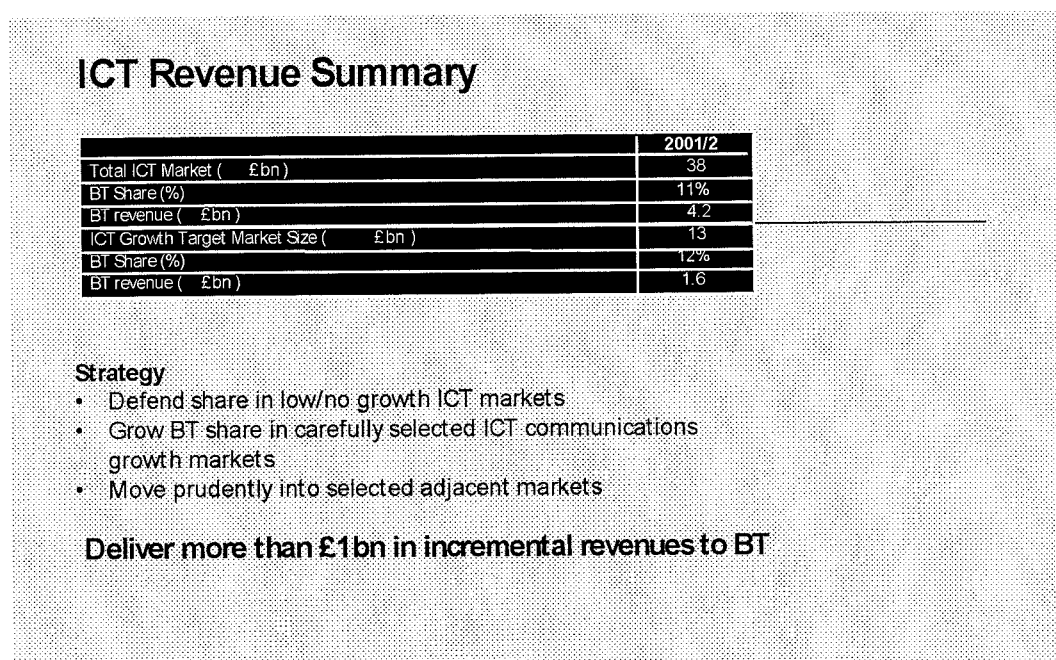 ICT Revenue Summary
2001/2
Total ICT Market ( £bn ) 38
BT Share (%) 11%
BT revenue ( £bn ) 4.2
ICT Growth Target Market Size ( £bn ) 13
BT Share (%) 12%
BT revenue ( £bn ) 1.6
Strategy
• Defend share in low/no growth ICT markets
• Grow BT share in carefully selected ICT communications
growth markets
• Move prudently into selected adjacent markets
Deliver more than £1bn in incremental revenues to BT